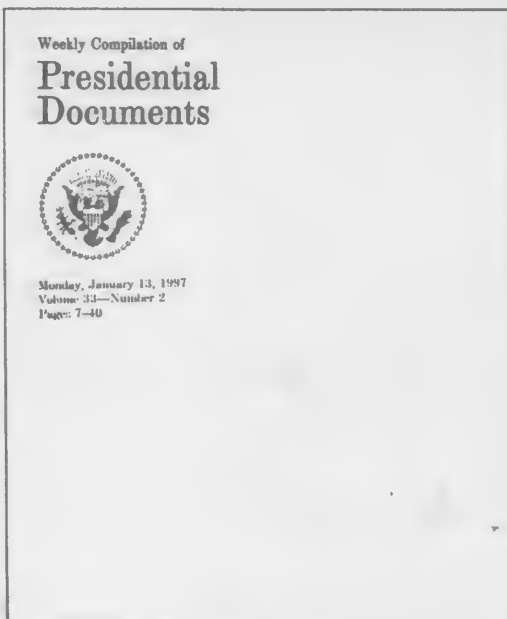 Weekly Compilation of
Presidential
Documents
Monday, January 13, 1997
Volume 33—Number 2
Pages 7–40